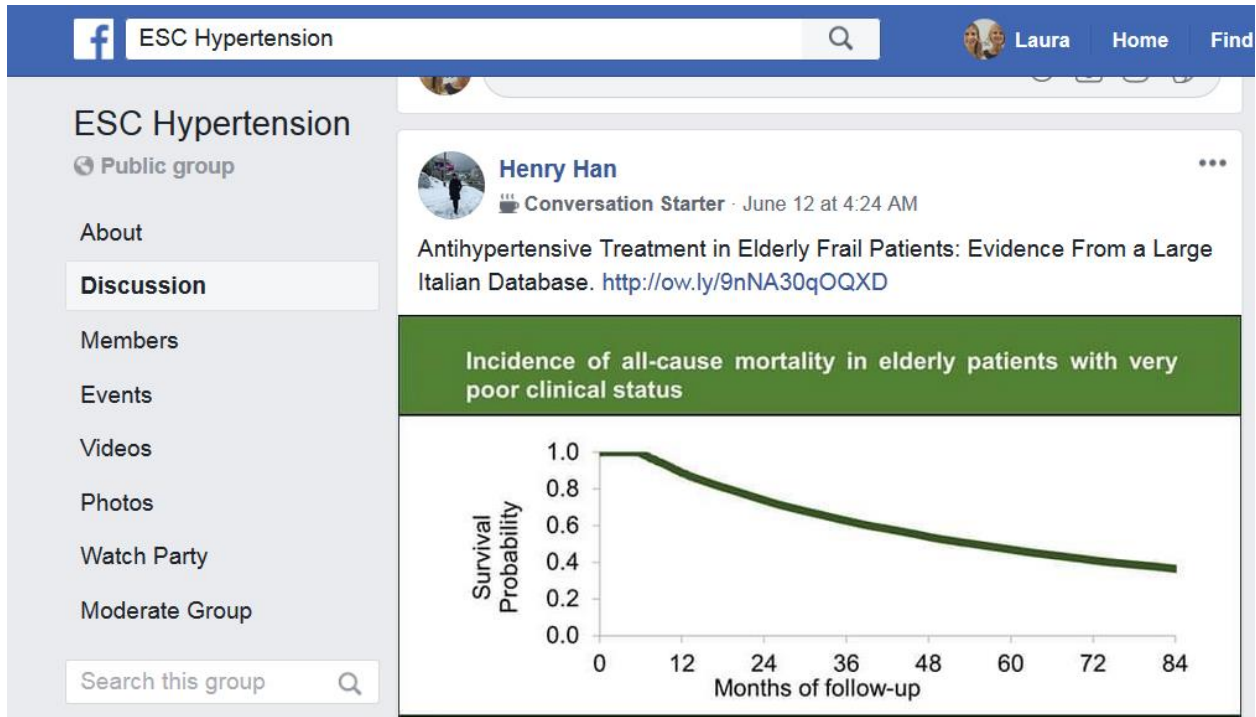 f
ESC Hypertension
Laura Home Find
ESC Hypertension
Public group
About
Discussion
Members
Events
Videos
Photos
Watch Party
Moderate Group
Search this group
Henry Han
Conversation Starter · June 12 at 4:24 AM
Antihypertensive Treatment in Elderly Frail Patients: Evidence From a Large
Italian Database. http://ow.ly/9nNA30qOQXD
Incidence of all-cause mortality in elderly patients with very
poor clinical status
Survival
Probability
1.0
0.8
0.6
0.4
0.2
0.0
0 12 24 36 48 60 72 84
Months of follow-up